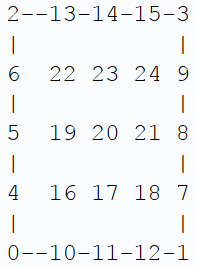 2--13-14-15-3
|           |
6  22 23 24 9
|           |
5  19 20 21 8
|           |
4  16 17 18 7
|           |
0--10-11-12-1